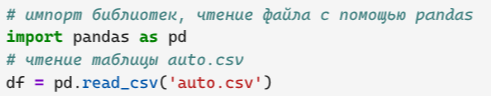 # импорт библиотек, чтение файла с помощью pandas
import pandas as pd
# чтение таблицы auto.csv
df = pd.read_csv('auto.csv')